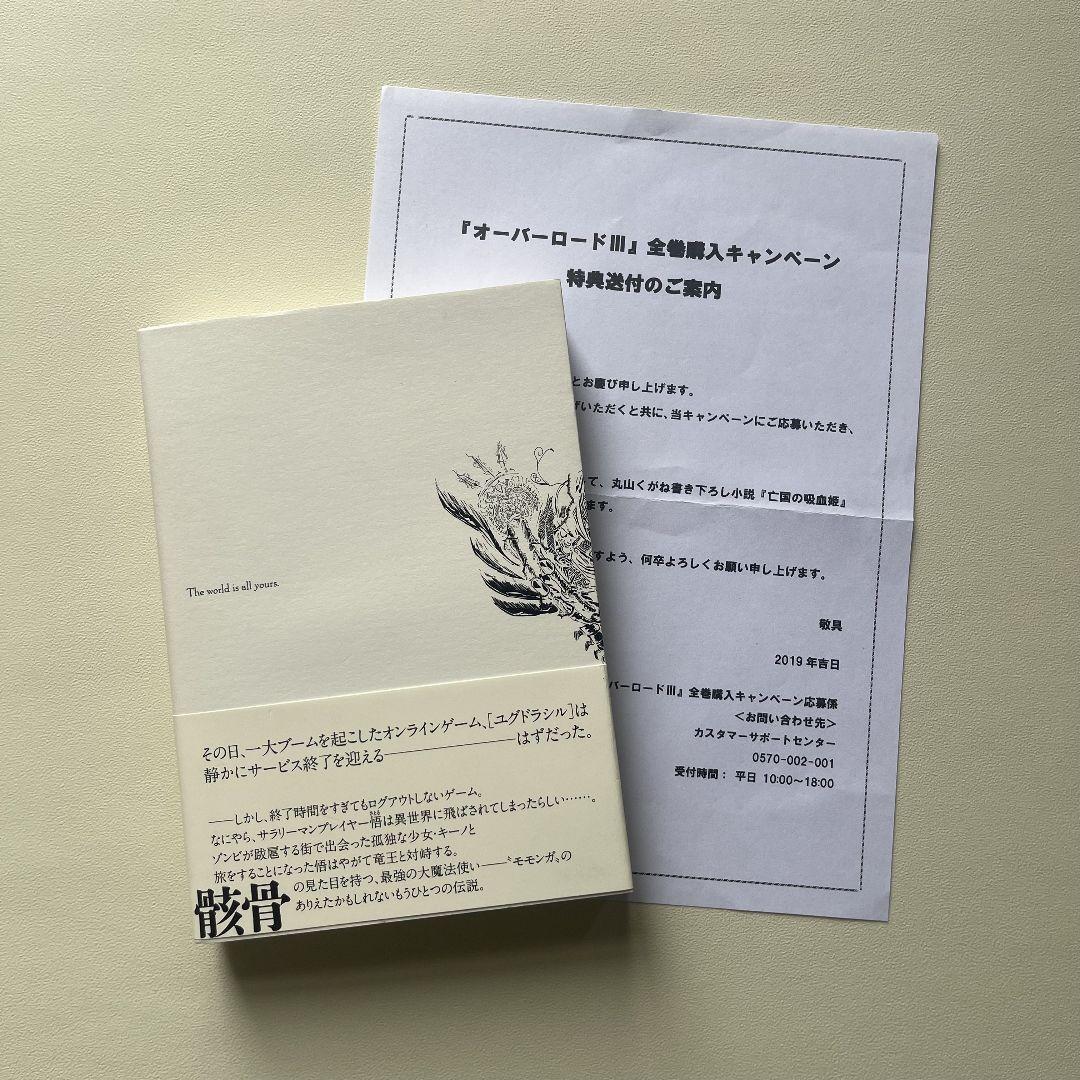 『オーバーロードⅢ』全巻購入キャンペーン
特典送付のご案内
とお慶び申し上げます。
いただくと共に、当キャンペーンにご応募いただき、
て、丸山くがね書き下ろし小説『亡国の吸血姫』
ます。
すよう、何卒よろしくお願い申し上げます。
敬具
2019年吉日
バーロードⅢ』全巻購入キャンペーン応募係
＜お問い合わせ先＞
カスタマーサポートセンター
0570-002-001
受付時間： 平日 10:00～18:00
The world is all yours.
その日、一大ブームを起こしたオンラインゲーム、[ユグドラシル]は
静かにサービス終了を迎える――――――はずだった。
――しかし、終了時間をすぎてもログアウトしないゲーム。
なにやら、サラリーマンプレイヤー悟は異世界に飛ばされてしまったらしい……。
ゾンビが跋扈する街で出会った孤独な少女・キーノと
旅をすることになった悟はやがて竜王と対峙する。
骸骨の見た目を持つ、最強の大魔法使い――〝モモンガ〟の
ありえたかもしれないもうひとつの伝説。